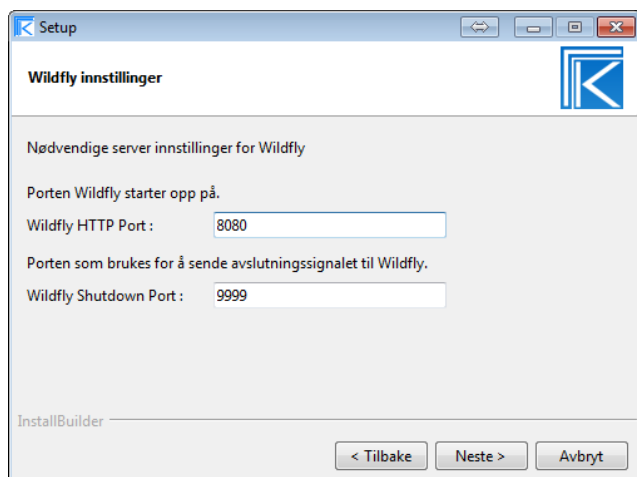 Setup
Wildfly innstillinger
Nødvendige server innstillinger for Wildfly
Porten Wildfly starter opp på.
Wildfly HTTP Port : 8080
Porten som brukes for å sende avslutningssignalet til Wildfly.
Wildfly Shutdown Port : 9999
InstallBuilder
< Tilbake Neste > Avbryt